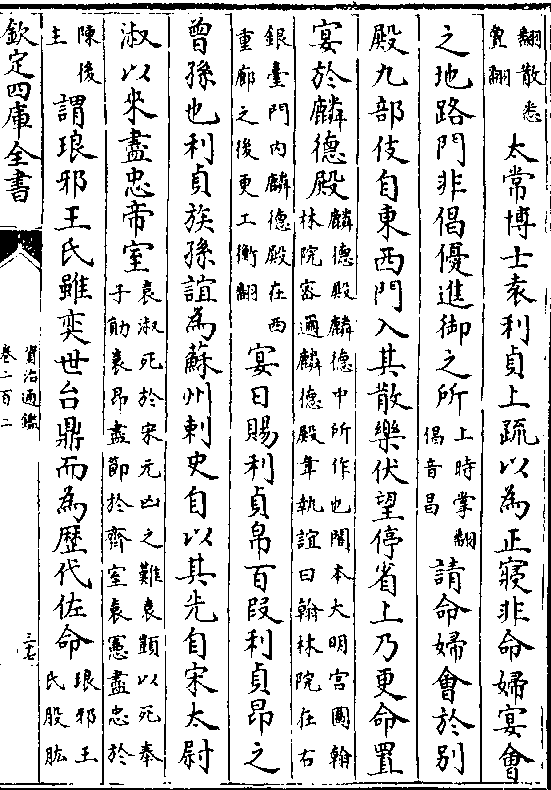 翻散悉亶翻太常博士袁利貞上疏以為正寢非命婦宴會
之地路門非倡優進御之所上時掌翻倡音昌請命婦會於别
殿九部伎自東西門入其散樂伏望停省上乃更命置
宴於麟德殿麟德殿麟德中所作也閣本大明宫圖翰林院密邇麟德殿韋執誼曰翰林院在右
銀臺門内麟德殿在西重廊之後更工衡翻宴日賜利貞帛百段利貞昂之
曾孫也利貞族孫誼為蘇州刺史自以其先自宋太尉
淑以來盡忠帝室袁淑死於宋元凶之難袁顗以死奉子勛袁昂盡節於齊室袁憲盡忠於
陳後主謂琅邪王氏雖奕世台鼎而為歷代佐命琅邪王氏股肱
欽定四庫全書
資治通鑑
卷二百二
三七